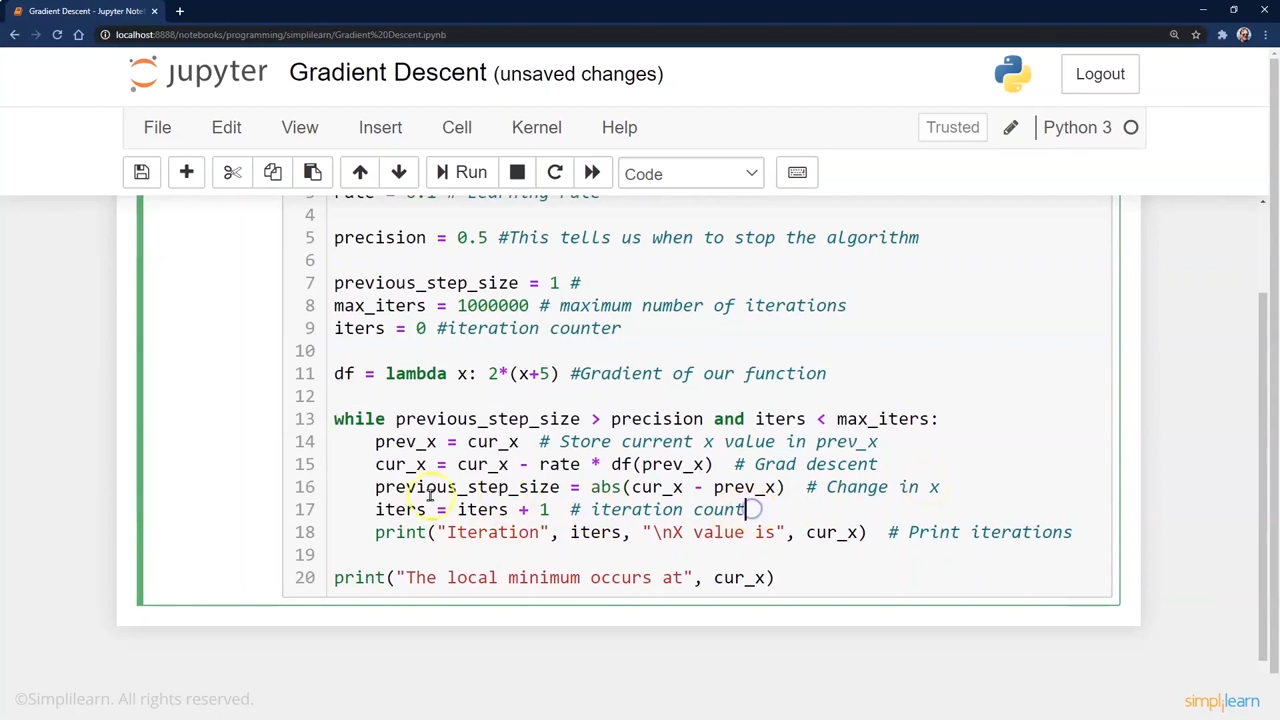 Gradient Descent - Jupyter Note
localhost:8888/notebooks/programming/simplilearn/Gradient%20Descent.ipynb
jupyter Gradient Descent (unsaved changes) Logout
File Edit View Insert Cell Kernel Help Trusted Python 3
Run Code
3 rate = 0.1 # Learning rate
4
5 precision = 0.5 #This tells us when to stop the algorithm
6
7 previous_step_size = 1 #
8 max_iters = 1000000 # maximum number of iterations
9 iters = 0 #iteration counter
10
11 df = lambda x: 2*(x+5) #Gradient of our function
12
13 while previous_step_size > precision and iters < max_iters:
14 prev_x = cur_x # Store current x value in prev_x
15 cur_x = cur_x - rate * df(prev_x) # Grad descent
16 previous_step_size = abs(cur_x - prev_x) # Change in x
17 iters = iters + 1 # iteration count
18 print("Iteration", iters, "\nX value is", cur_x) # Print iterations
19
20 print("The local minimum occurs at", cur_x)
©Simplilearn. All rights reserved.
simplilearn